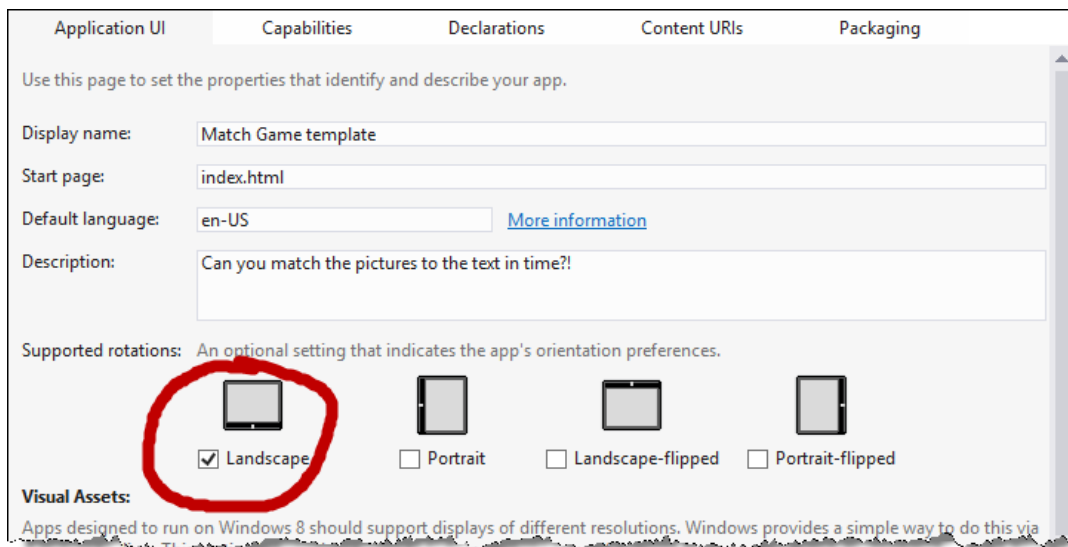 Application UI Capabilities Declarations Content URIs Packaging
Use this page to set the properties that identify and describe your app.
Display name: Match Game template
Start page: index.html
Default language: en-US More information
Description: Can you match the pictures to the text in time?!
Supported rotations: An optional setting that indicates the app's orientation preferences.
Landscape Portrait Landscape-flipped Portrait-flipped
Visual Assets:
Apps designed to run on Windows 8 should support displays of different resolutions. Windows provides a simple way to do this via